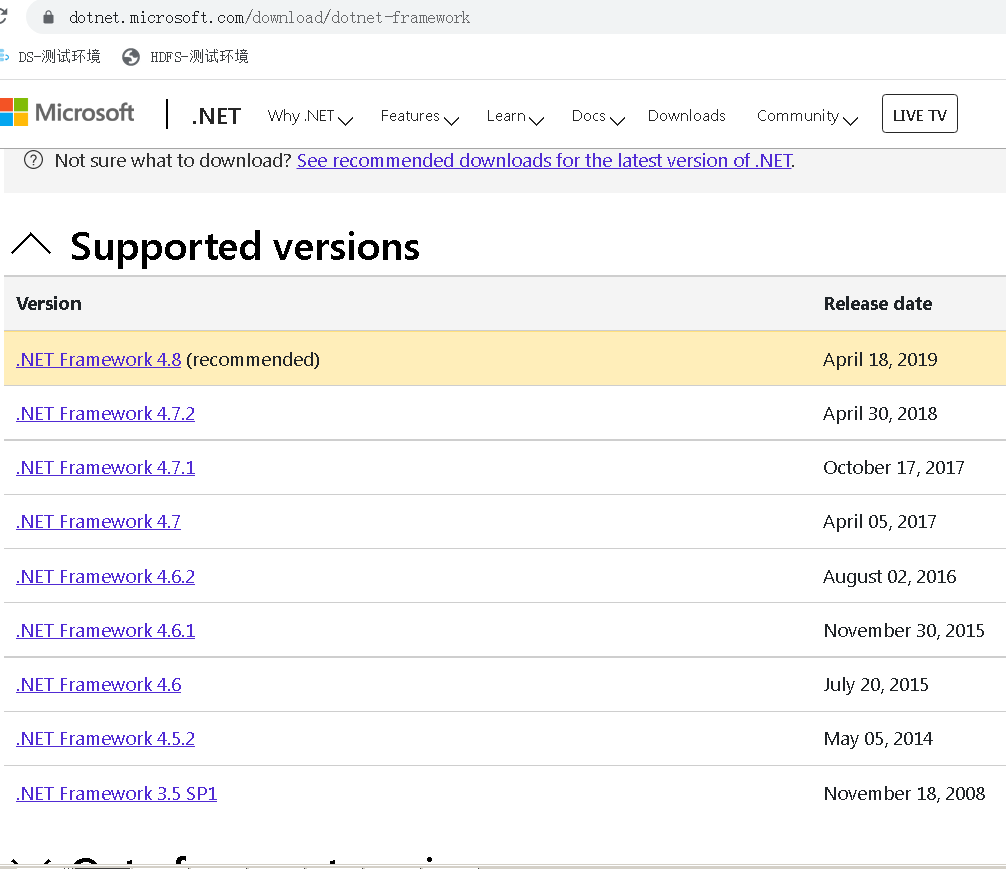 dotnet.microsoft.com/download/dotnet-framework
DS-测试环境 HDFS-测试环境
Microsoft .NET Why .NET Features Learn Docs Downloads Community LIVE TV
Not sure what to download? See recommended downloads for the latest version of .NET.
Supported versions
Version Release date
.NET Framework 4.8 (recommended) April 18, 2019
.NET Framework 4.7.2 April 30, 2018
.NET Framework 4.7.1 October 17, 2017
.NET Framework 4.7 April 05, 2017
.NET Framework 4.6.2 August 02, 2016
.NET Framework 4.6.1 November 30, 2015
.NET Framework 4.6 July 20, 2015
.NET Framework 4.5.2 May 05, 2014
.NET Framework 3.5 SP1 November 18, 2008